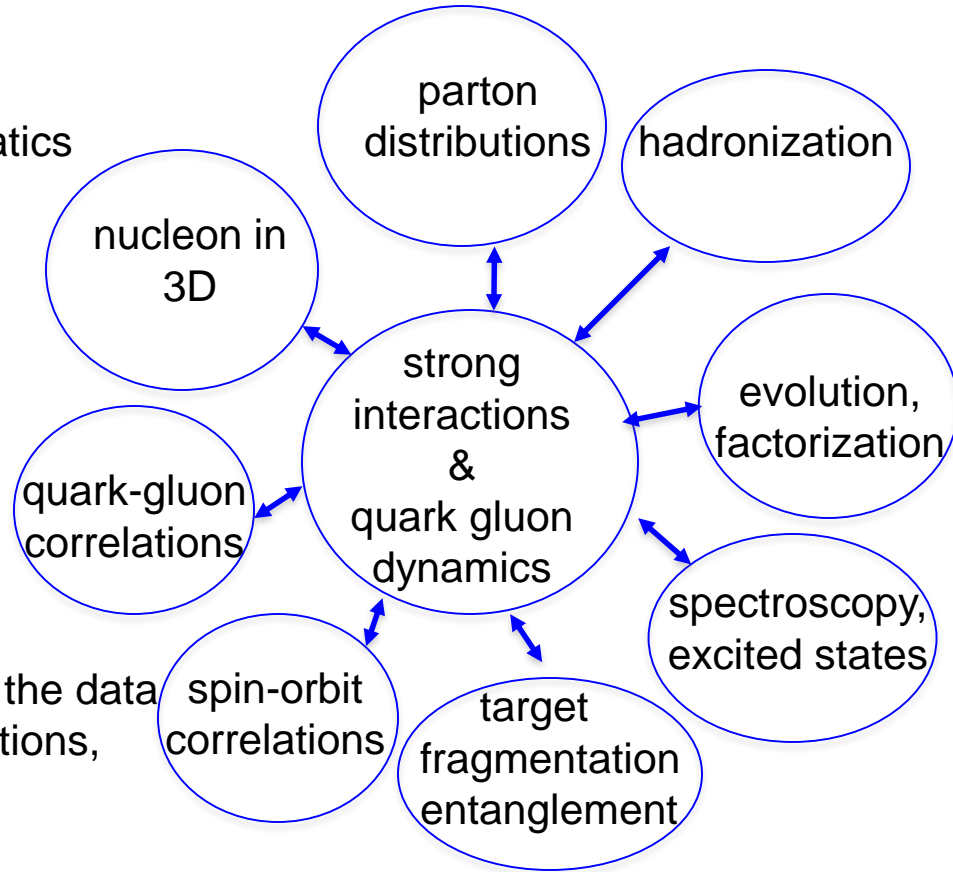 parton
distributions
hadronization
atics
nucleon in
3D
strong
interactions
&
quark gluon
dynamics
evolution,
factorization
quark-gluon
correlations
spectroscopy,
excited states
the data
tions,
spin-orbit
correlations
target
fragmentation
entanglement